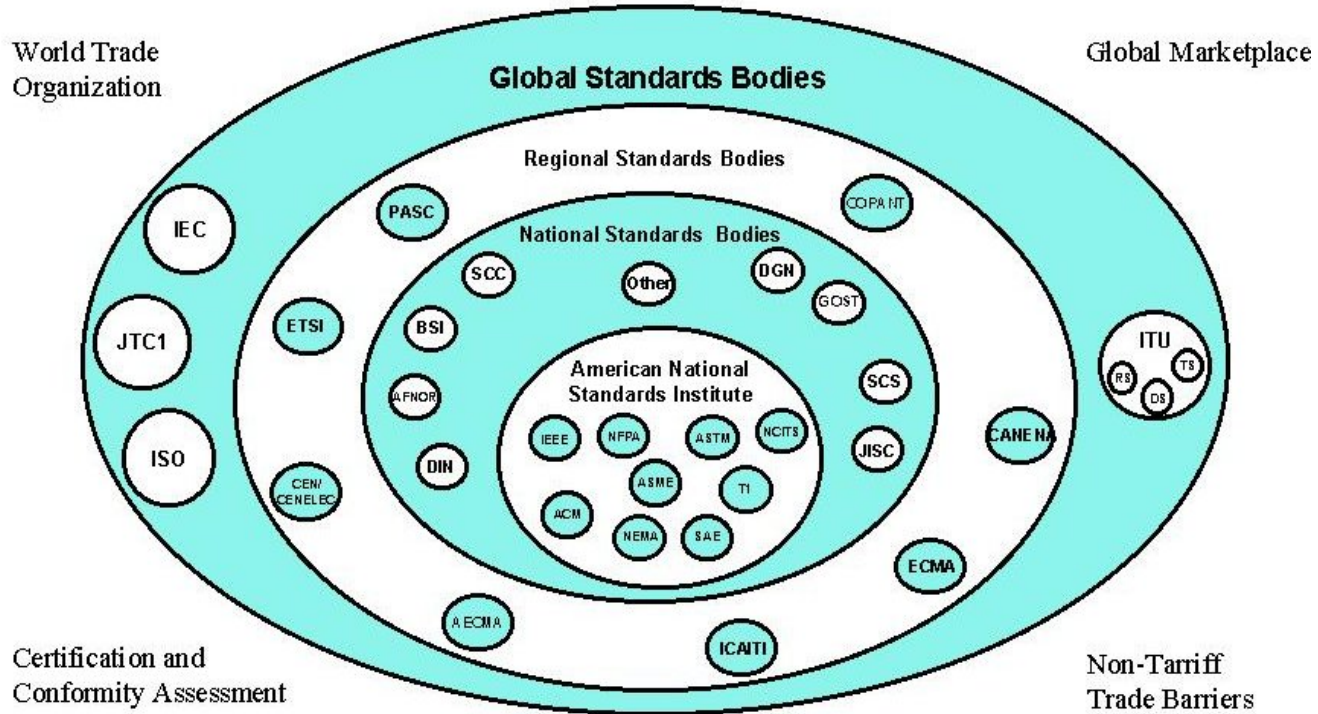 World Trade
Organization
Global Marketplace
Global Standards Bodies
Regional Standards Bodies
PASC
COPANT
IEC
National Standards Bodies
SCC
Other
DGN
GOST
ETSI
BSI
JTC1
ITU
RS
TS
DS
American National
Standards Institute
AFNOR
SCS
IEEE
NFPA
ASTM
NCITS
CANENA
ISO
DIN
JISC
CEN/
CENELEC
ASME
T1
ACM
NEMA
SAE
ECMA
AECMA
ICAITI
Certification and
Conformity Assessment
Non-Tarriff
Trade Barriers